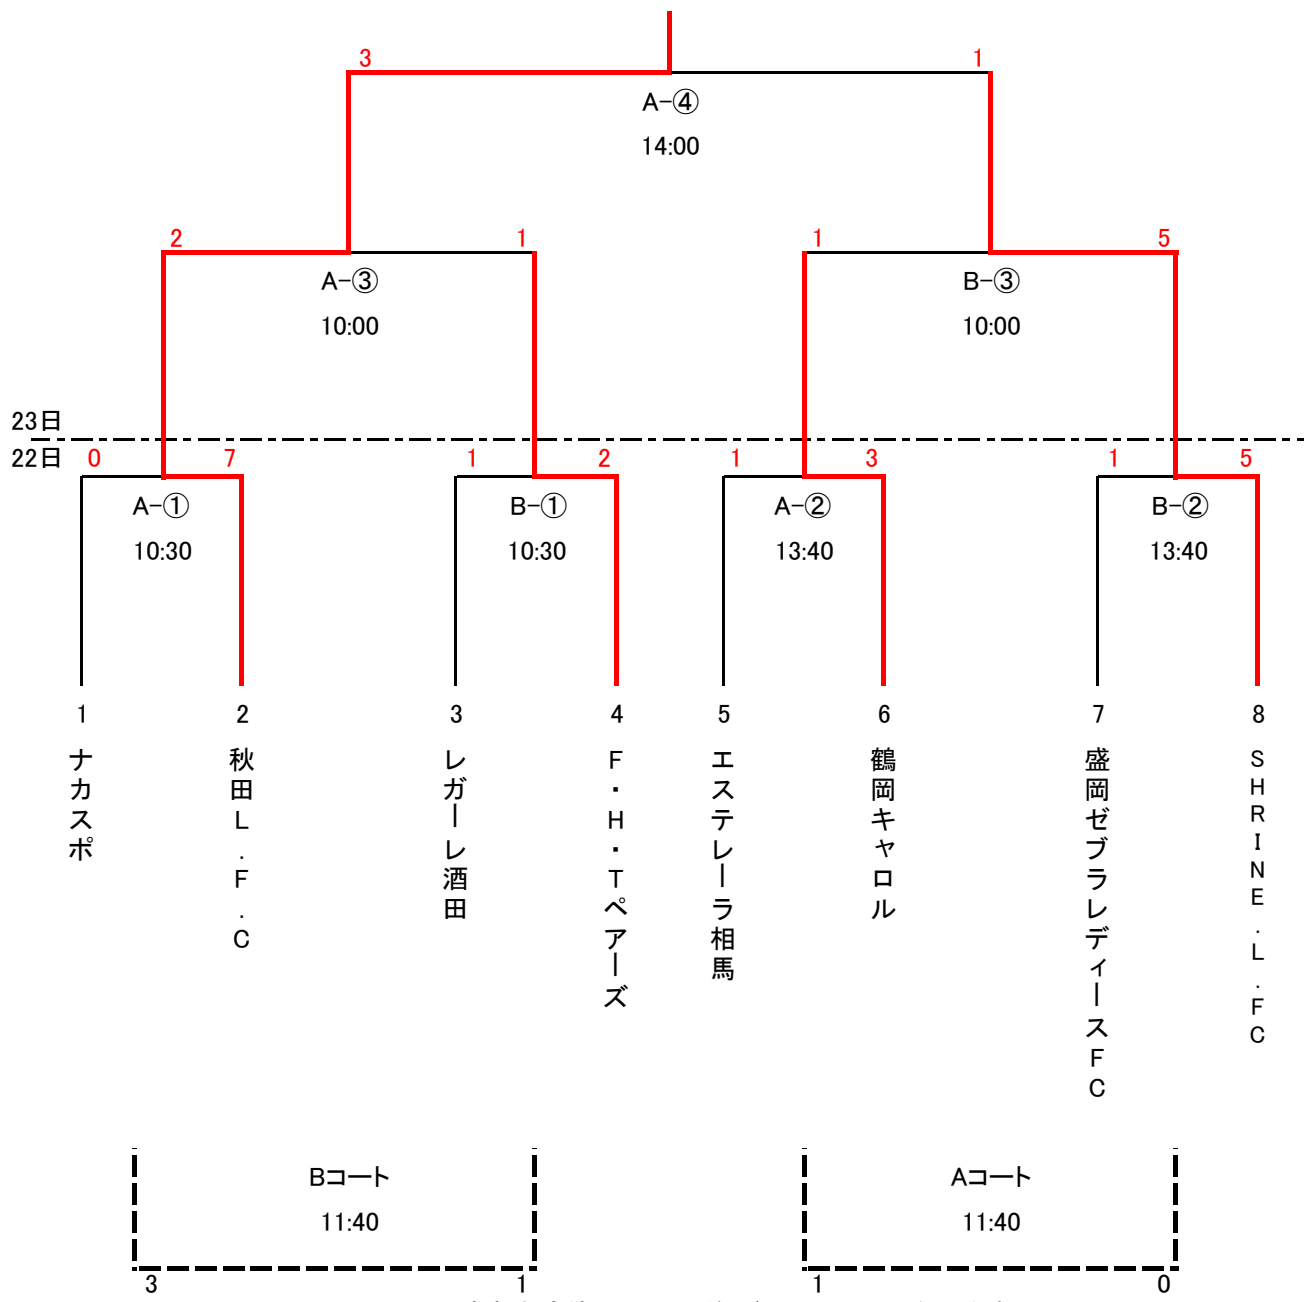 3 1
A-④
14:00
2 1 1 5
A-③ B-③
10:00 10:00
23日
22日 0 7 1 2 1 3 1 5
A-① B-① A-② B-②
10:30 10:30 13:40 13:40
1 2 3 4 5 6 7 8
ナカスポ
秋田L.F.C
レガーレ酒田
F・H・Tペアーズ
エステレーラ相馬
鶴岡キャロル
盛岡ゼブラレディースFC
SHRINE.L.FC
Bコート Aコート
11:40 11:40
3 1 1 0